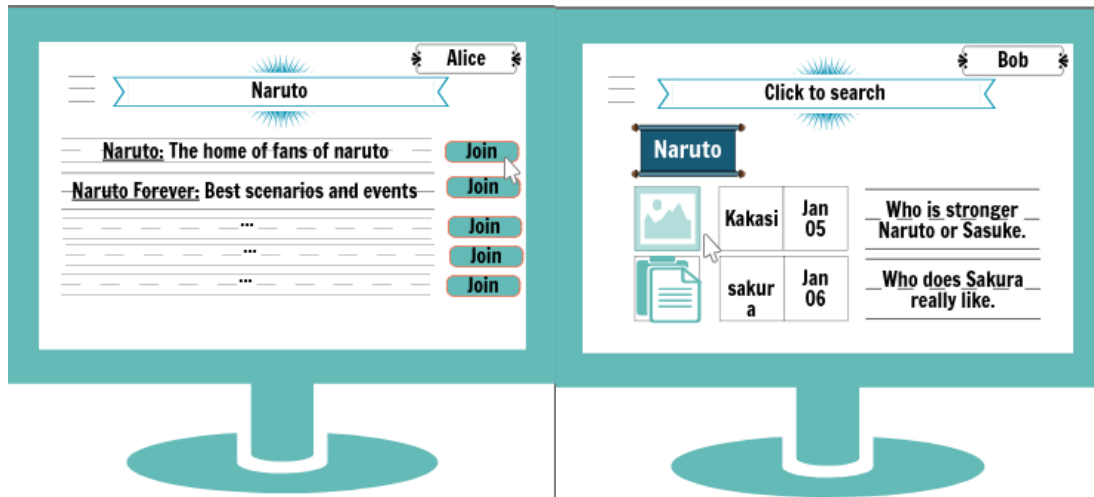 Alice
Naruto
Naruto: The home of fans of naruto
Join
Naruto Forever: Best scenarios and events
Join
...
Join
...
Join
...
Join
Bob
Click to search
Naruto
Kakasi
Jan
05
Who is stronger
Naruto or Sasuke.
sakur
a
Jan
06
Who does Sakura
really like.